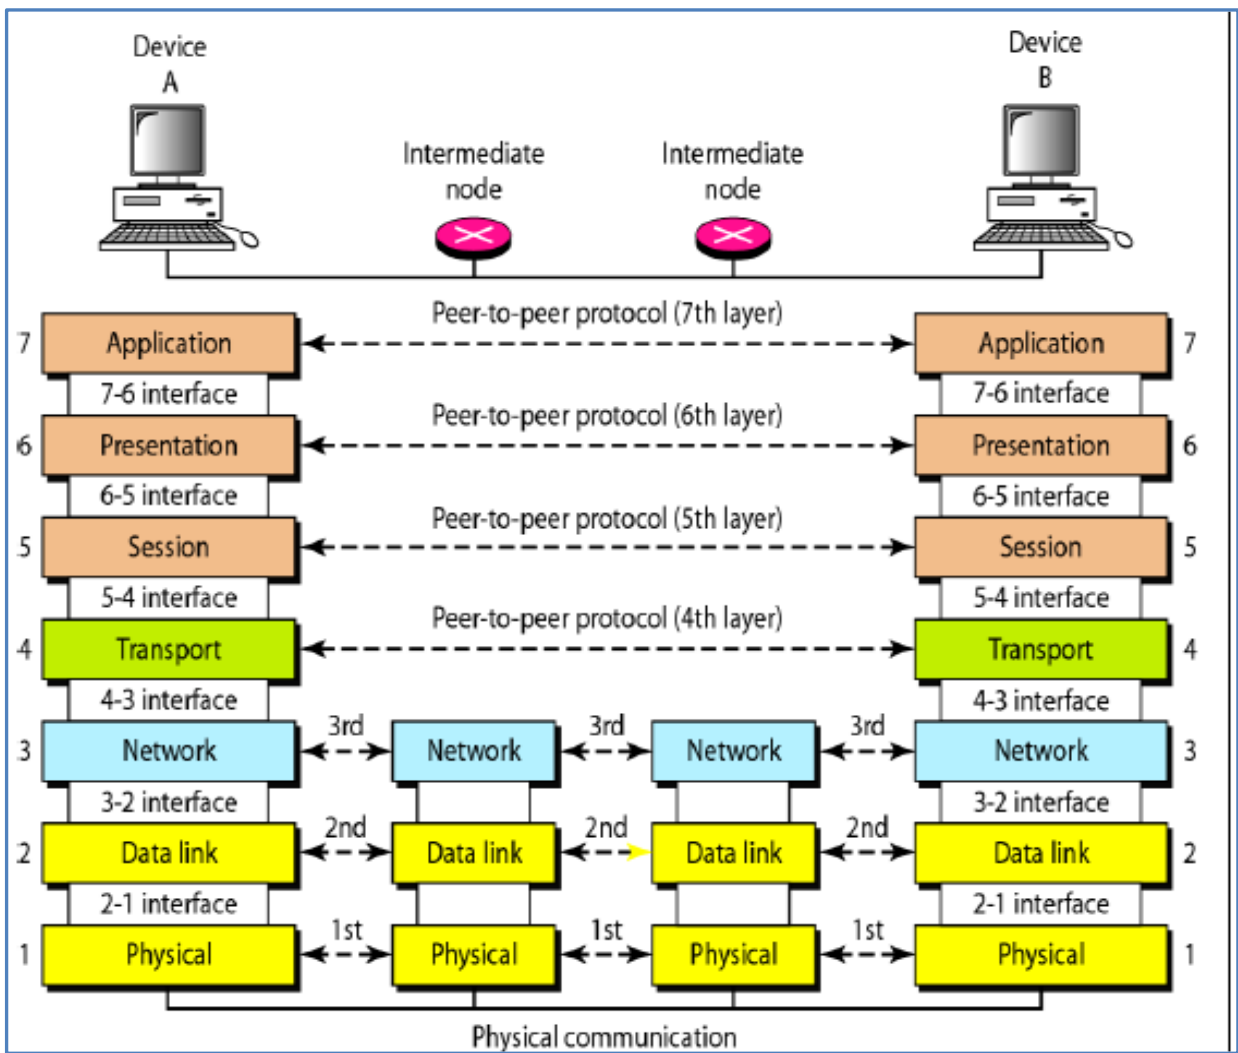 Device
A
Device
B
Intermediate
node
Intermediate
node
Peer-to-peer protocol (7th layer)
7 Application Application 7
7-6 interface 7-6 interface
Peer-to-peer protocol (6th layer)
6 Presentation Presentation 6
6-5 interface 6-5 interface
Peer-to-peer protocol (5th layer)
5 Session Session 5
5-4 interface 5-4 interface
Peer-to-peer protocol (4th layer)
4 Transport Transport 4
4-3 interface 4-3 interface
3rd 3rd 3rd
3 Network Network Network Network 3
3-2 interface 3-2 interface
2nd 2nd 2nd
2 Data link Data link Data link Data link 2
2-1 interface 2-1 interface
1st 1st 1st
1 Physical Physical Physical Physical 1
Physical communication